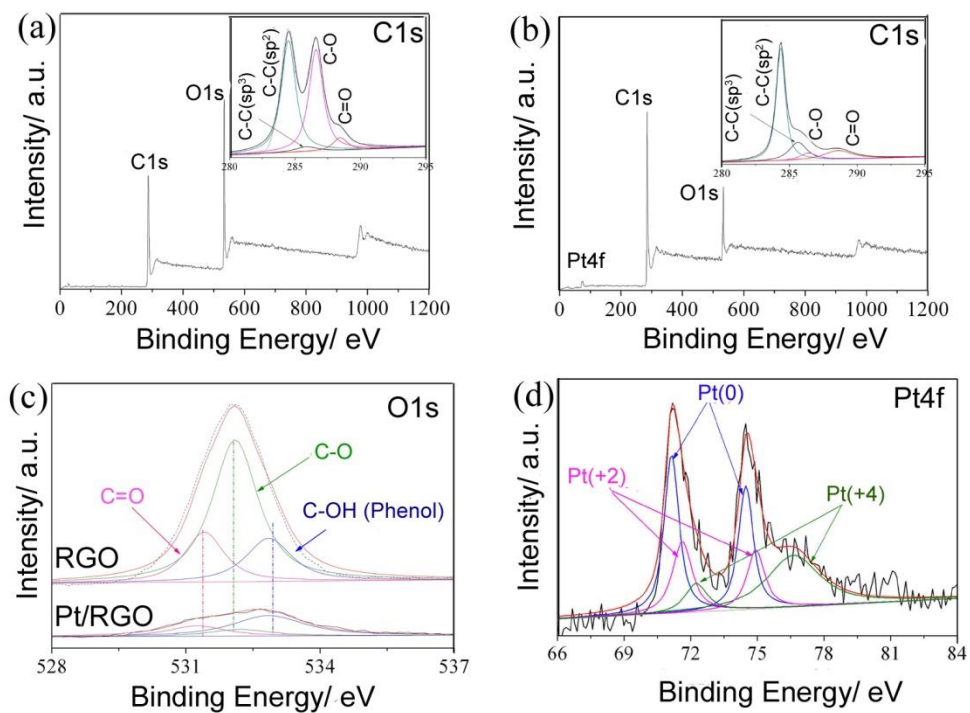 (a)
C1s
C-C(sp³)
C-C(sp²)
C-O
C=O
280 285 290 295
O1s
C1s
Intensity/ a.u.
0 200 400 600 800 1000 1200
Binding Energy/ eV
(b)
C1s
C-C(sp³)
C-C(sp²)
C-O
C=O
280 285 290 295
C1s
O1s
Pt4f
Intensity/ a.u.
0 200 400 600 800 1000 1200
Binding Energy/ eV
(c)
O1s
C-O
C=O
C-OH (Phenol)
RGO
Pt/RGO
Intensity/ a.u.
528 531 534 537
Binding Energy/ eV
(d)
Pt(0)
Pt4f
Pt(+2)
Pt(+4)
Intensity/ a.u.
66 69 72 75 78 81 84
Binding Energy/ eV